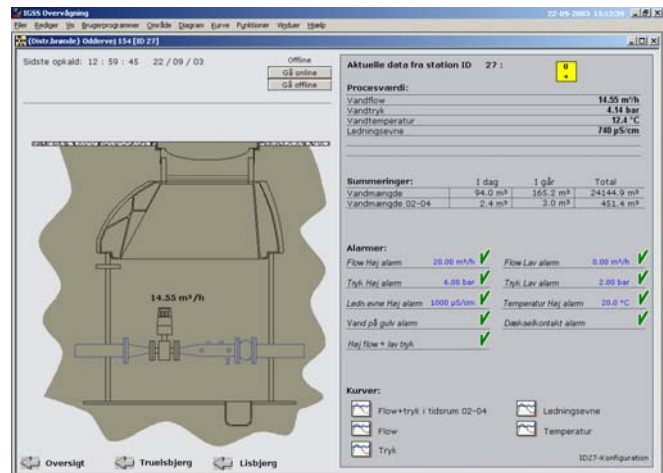 IGSS Overvågning 22-09-2003 13:12:39
Filer Rediger Vis Brugerprogrammer Område Diagram Kurve Funktioner Vinduer Hjælp
(Distr.brønde) Oddervej 154 [ID 27]
Sidste opkald: 12 : 59 : 45 22 / 09 / 03
Offline
Gå online
Gå offline
14.55 m³/h
Oversigt Truelsbjerg Lisbjerg
Aktuelle data fra station ID 27 :
0
Procesværdi:
Vandflow 14.55 m³/h
Vandtryk 4.14 bar
Vandtemperatur 12.4 °C
Ledningsevne 740 µS/cm
Summeringer: I dag I går Total
Vandmængde 94.0 m³ 165.2 m³ 24144.9 m³
Vandmængde 02-04 2.4 m³ 3.0 m³ 451.4 m³
Alarmer:
Flow Høj alarm 20.00 m³/h Flow Lav alarm 0.00 m³/h
Tryk Høj alarm 6.00 bar Tryk Lav alarm 2.00 bar
Ledn.evne Høj alarm 1000 µS/cm Temperatur Høj alarm 20.0 °C
Vand på gulv alarm Dækselkontakt alarm
Høj flow + lav tryk
Kurver:
Flow+tryk i tidsrum 02-04 Ledningsevne
Flow Temperatur
Tryk
ID27-Konfiguration